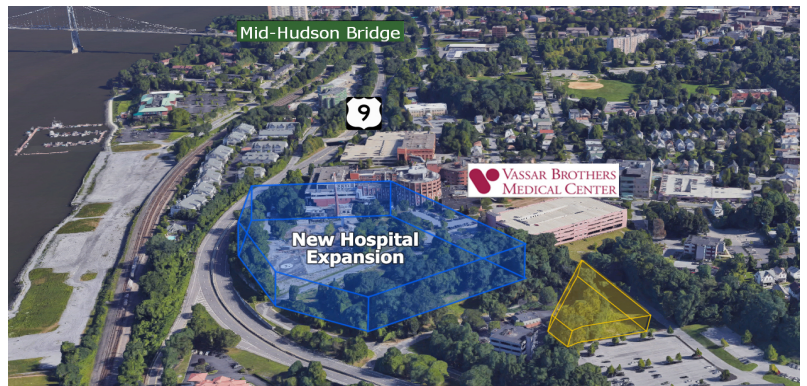 Mid-Hudson Bridge
9
VASSAR BROTHERS
MEDICAL CENTER
New Hospital
Expansion